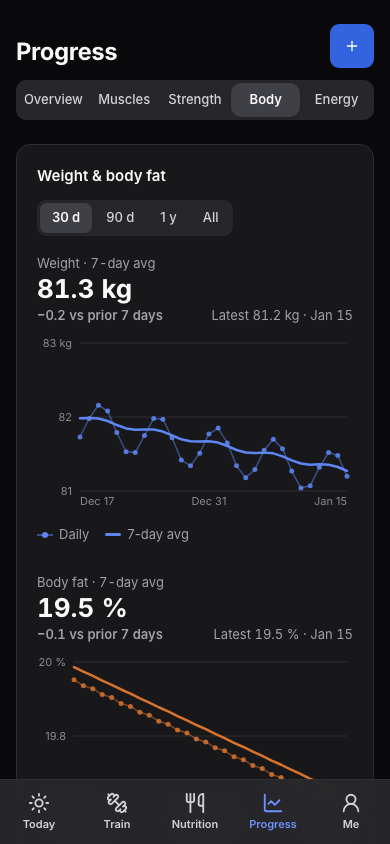 Progress
+
Overview Muscles Strength Body Energy
Weight & body fat
30 d 90 d 1 y All
Weight · 7-day avg
81.3 kg
−0.2 vs prior 7 days Latest 81.2 kg · Jan 15
83 kg
82
81
Dec 17 Dec 31 Jan 15
Daily 7-day avg
Body fat · 7-day avg
19.5 %
−0.1 vs prior 7 days Latest 19.5 % · Jan 15
20 %
19.8
Today Train Nutrition Progress Me